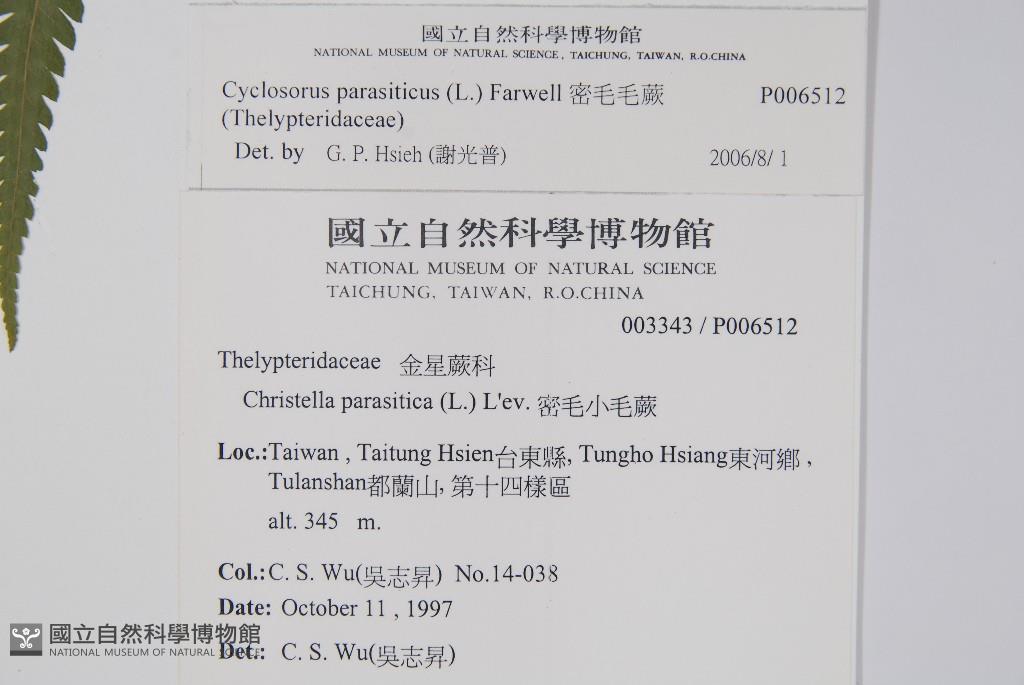 國立自然科學博物館
NATIONAL MUSEUM OF NATURAL SCIENCE, TAICHUNG, TAIWAN, R.O.CHINA
Cyclosorus parasiticus (L.) Farwell 密毛毛蕨 P006512
(Thelypteridaceae)
Det. by G. P. Hsieh (謝光普) 2006/8/ 1
國立自然科學博物館
NATIONAL MUSEUM OF NATURAL SCIENCE
TAICHUNG, TAIWAN, R.O.CHINA
003343 / P006512
Thelypteridaceae 金星蕨科
Christella parasitica (L.) L'ev. 密毛小毛蕨
Loc.:Taiwan , Taitung Hsien台東縣, Tungho Hsiang東河鄉 ,
Tulanshan都蘭山, 第十四樣區
alt. 345 m.
Col.:C. S. Wu(吳志昇) No.14-038
Date: October 11 , 1997
Det.: C. S. Wu(吳志昇)
國立自然科學博物館
NATIONAL MUSEUM OF NATURAL SCIENCE